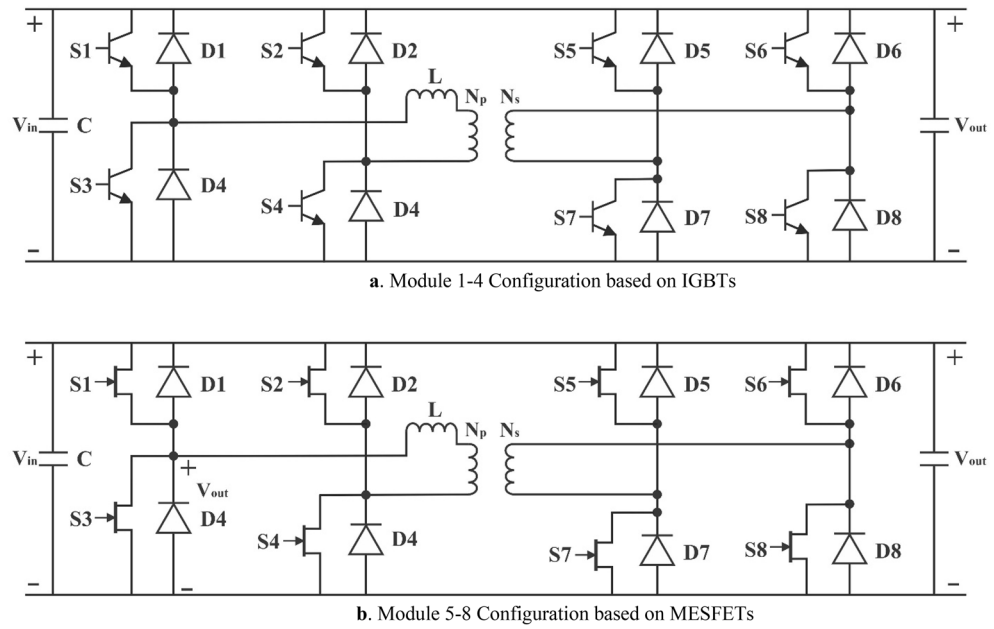 + S1 D1 S2 D2 S5 D5 S6 D6 +
L Np Ns
Vin C Vout
S3 D4 S4 D4 S7 D7 S8 D8
- -
a. Module 1-4 Configuration based on IGBTs
+ S1 D1 S2 D2 S5 D5 S6 D6 +
L Np Ns
Vin C + Vout
Vout
S3 D4 S4 D4 S7 D7 S8 D8
- - -
b. Module 5-8 Configuration based on MESFETs